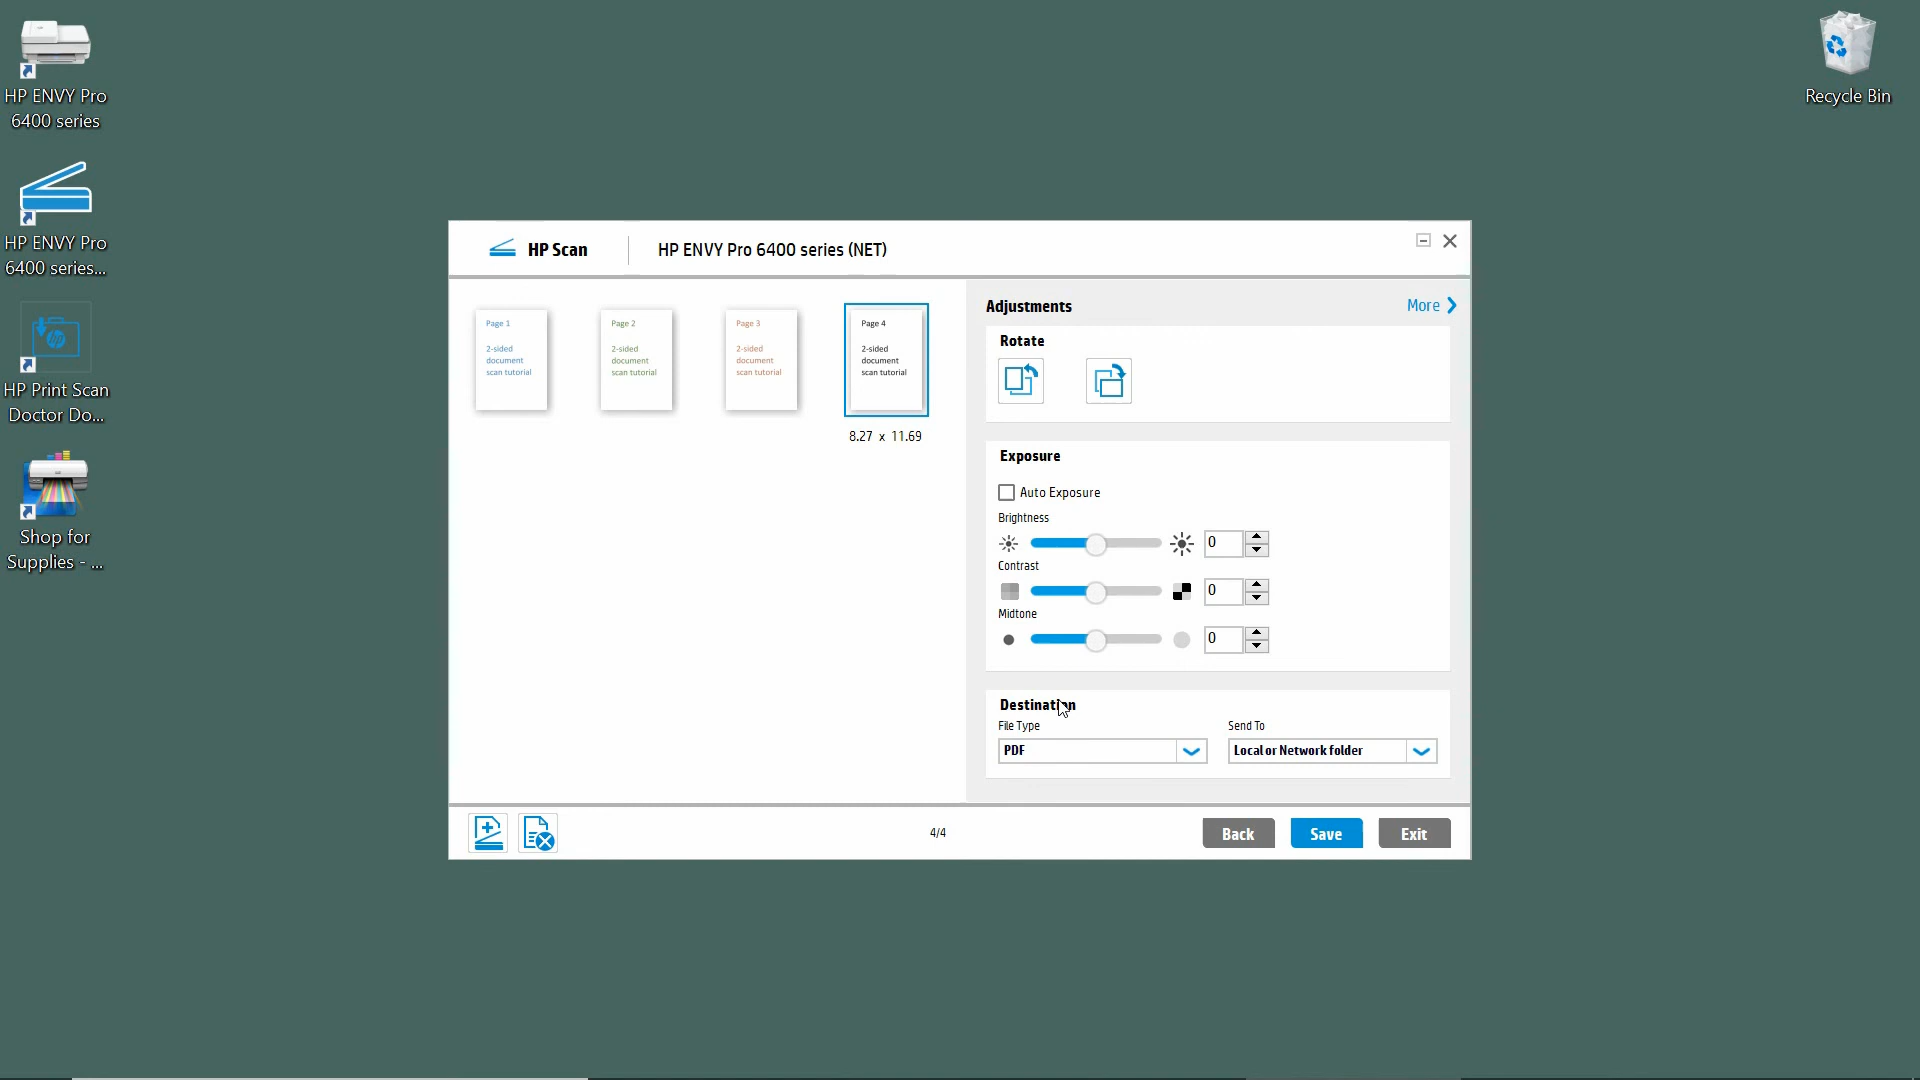 HP ENVY Pro
6400 series
HP ENVY Pro
6400 series...
HP Print Scan
Doctor Do...
Shop for
Supplies - ...
Recycle Bin
HP Scan
HP ENVY Pro 6400 series (NET)
Page 1
2-sided
document
scan tutorial
Page 2
2-sided
document
scan tutorial
Page 3
2-sided
document
scan tutorial
Page 4
2-sided
document
scan tutorial
8.27 x 11.69
Adjustments
More
Rotate
Exposure
Auto Exposure
Brightness
0
Contrast
0
Midtone
0
Destination
File Type
Send To
PDF
Local or Network folder
4/4
Back
Save
Exit